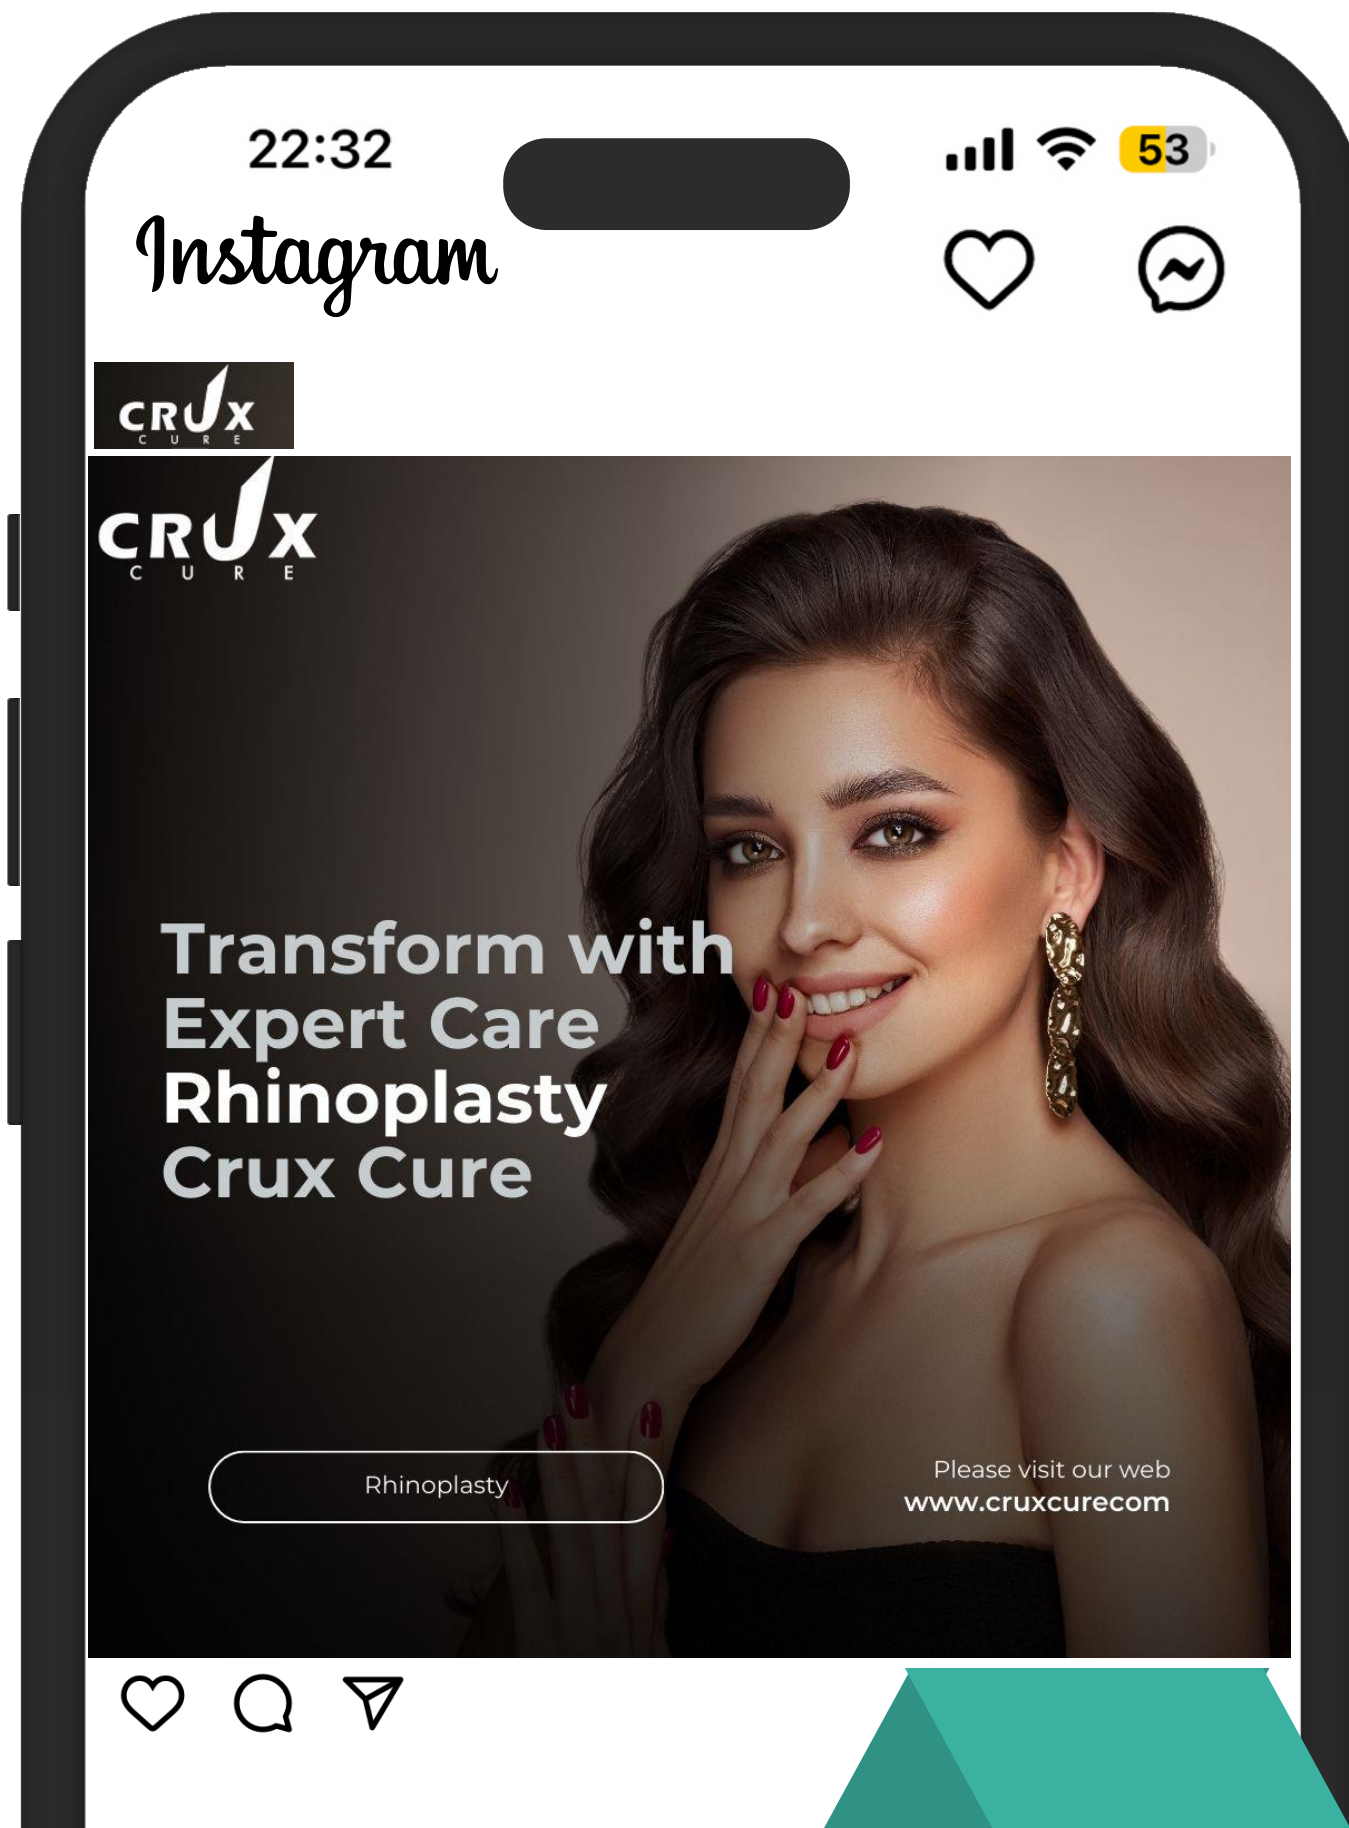 22:32
53
Instagram
CRUX
CURE
CRUX
CURE
Transform with
Expert Care
Rhinoplasty
Crux Cure
Rhinoplasty
Please visit our web
www.cruxcurecom